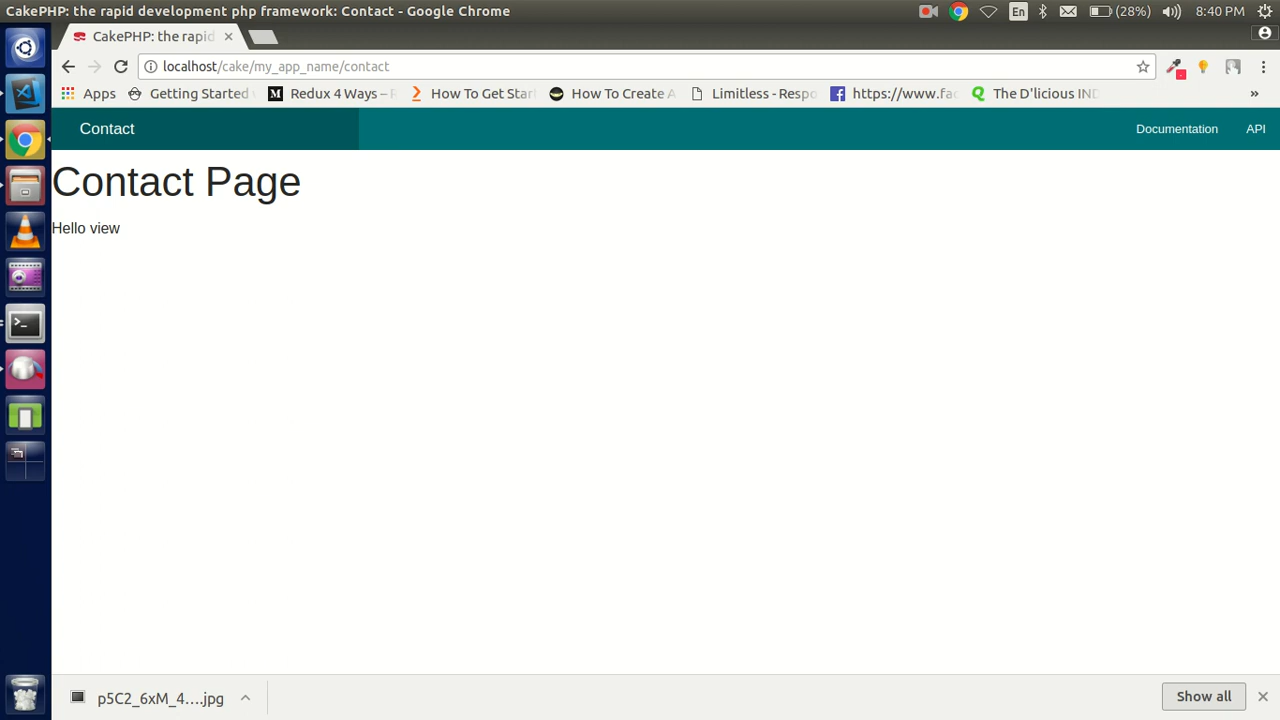 CakePHP: the rapid development php framework: Contact - Google Chrome
En
(28%)
8:40 PM
CakePHP: the rapid
localhost/cake/my_app_name/contact
Apps
Getting Started
Redux 4 Ways –
How To Get Start
How To Create A
Limitless - Respo
https://www.fac
The D'licious IND
»
Contact
Documentation
API
Contact Page
Hello view
p5C2_6xM_4....jpg
Show all